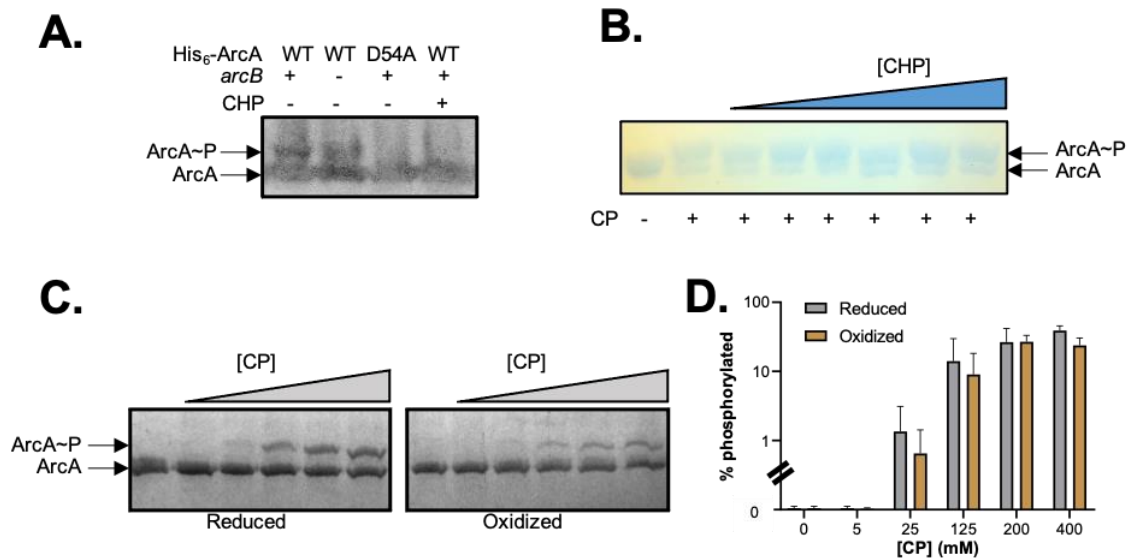 A.
His₆-ArcA WT WT D54A WT
arcB + - + +
CHP - - - +
ArcA~P
ArcA
B.
[CHP]
ArcA~P
ArcA
CP - + + + + + + +
C.
[CP] [CP]
ArcA~P
ArcA
Reduced Oxidized
D.
Reduced
Oxidized
% phosphorylated
100
10
1
0
0 5 25 125 200 400
[CP] (mM)